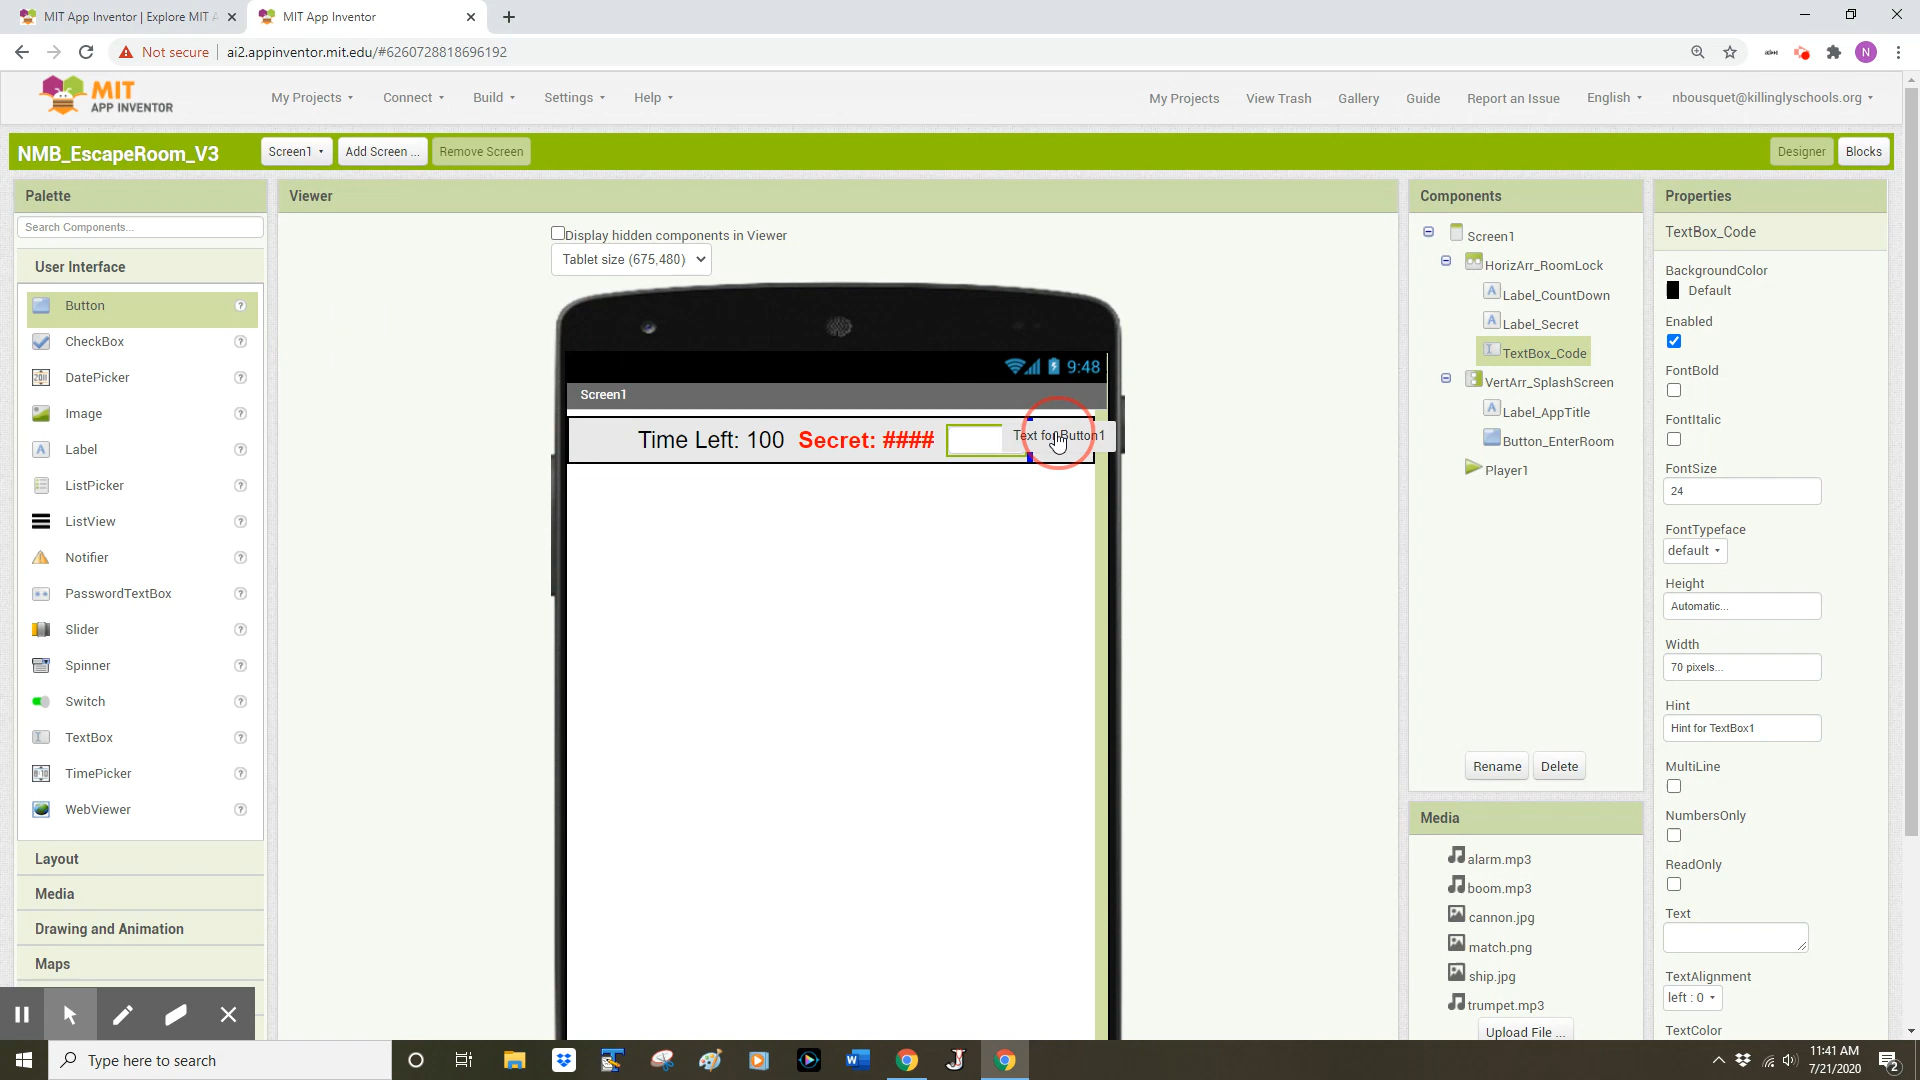 MIT App Inventor | Explore MIT A
MIT App Inventor
Not secure
ai2.appinventor.mit.edu/#6260728818696192
N
MIT
APP INVENTOR
My Projects
Connect
Build
Settings
Help
My Projects
View Trash
Gallery
Guide
Report an Issue
English
nbousquet@killinglyschools.org
NMB_EscapeRoom_V3
Screen1
Add Screen ...
Remove Screen
Designer
Blocks
Palette
Search Components...
User Interface
Button
CheckBox
DatePicker
Image
Label
ListPicker
ListView
Notifier
PasswordTextBox
Slider
Spinner
Switch
TextBox
TimePicker
WebViewer
Layout
Media
Drawing and Animation
Maps
Viewer
Display hidden components in Viewer
Tablet size (675,480)
9:48
Screen1
Time Left: 100 Secret: ####
Text for Button1
Components
Screen1
HorizArr_RoomLock
Label_CountDown
Label_Secret
TextBox_Code
VertArr_SplashScreen
Label_AppTitle
Button_EnterRoom
Player1
Rename
Delete
Media
alarm.mp3
boom.mp3
cannon.jpg
match.png
ship.jpg
trumpet.mp3
Upload File ...
Properties
TextBox_Code
BackgroundColor
Default
Enabled
FontBold
FontItalic
FontSize
24
FontTypeface
default
Height
Automatic...
Width
70 pixels...
Hint
Hint for TextBox1
MultiLine
NumbersOnly
ReadOnly
Text
TextAlignment
left : 0
TextColor
Type here to search
11:41 AM
7/21/2020
2